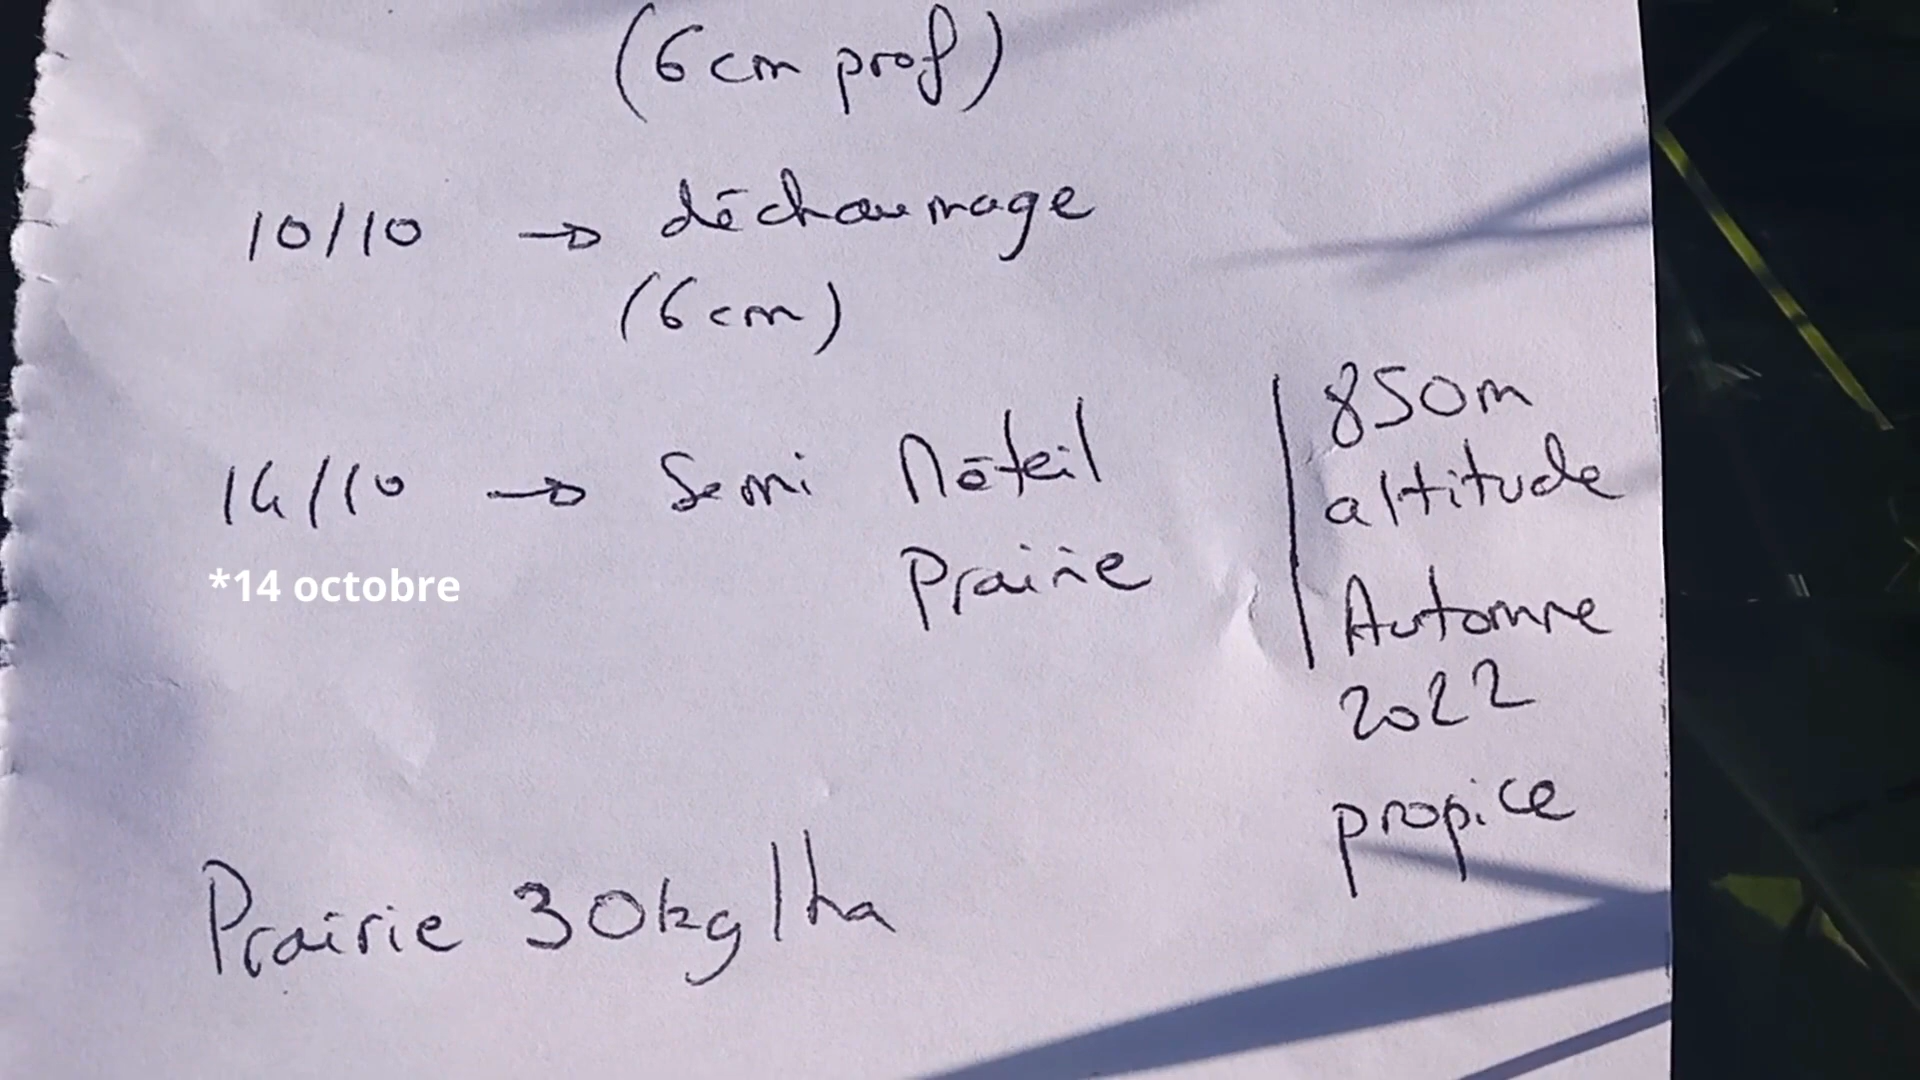 (6cm prof)
10/10 → déchaumage
(6cm)
14/10 → Semi Méteil
Prairie
*14 octobre
850m
altitude
Automne
2022
propice
Prairie 30kg/ha